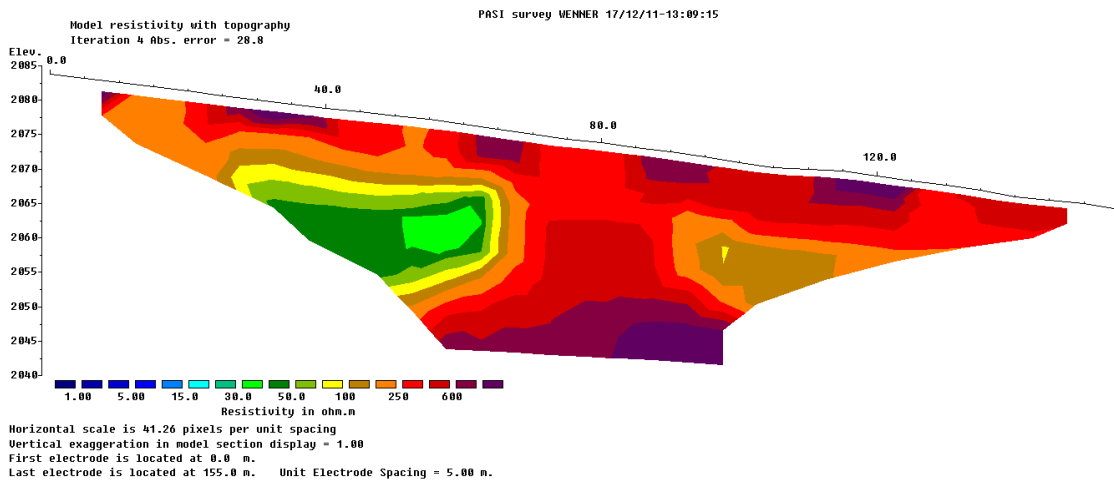 PASI survey WENNER 17/12/11-13:09:15
Model resistivity with topography
Iteration 4 Abs. error = 28.8
Elev.
0.0
40.0
80.0
120.0
2085
2080
2075
2070
2065
2060
2055
2050
2045
2040
1.00 5.00 15.0 30.0 50.0 100 250 600
Resistivity in ohm.m
Horizontal scale is 41.26 pixels per unit spacing
Vertical exaggeration in model section display = 1.00
First electrode is located at 0.0 m.
Last electrode is located at 155.0 m. Unit Electrode Spacing = 5.00 m.